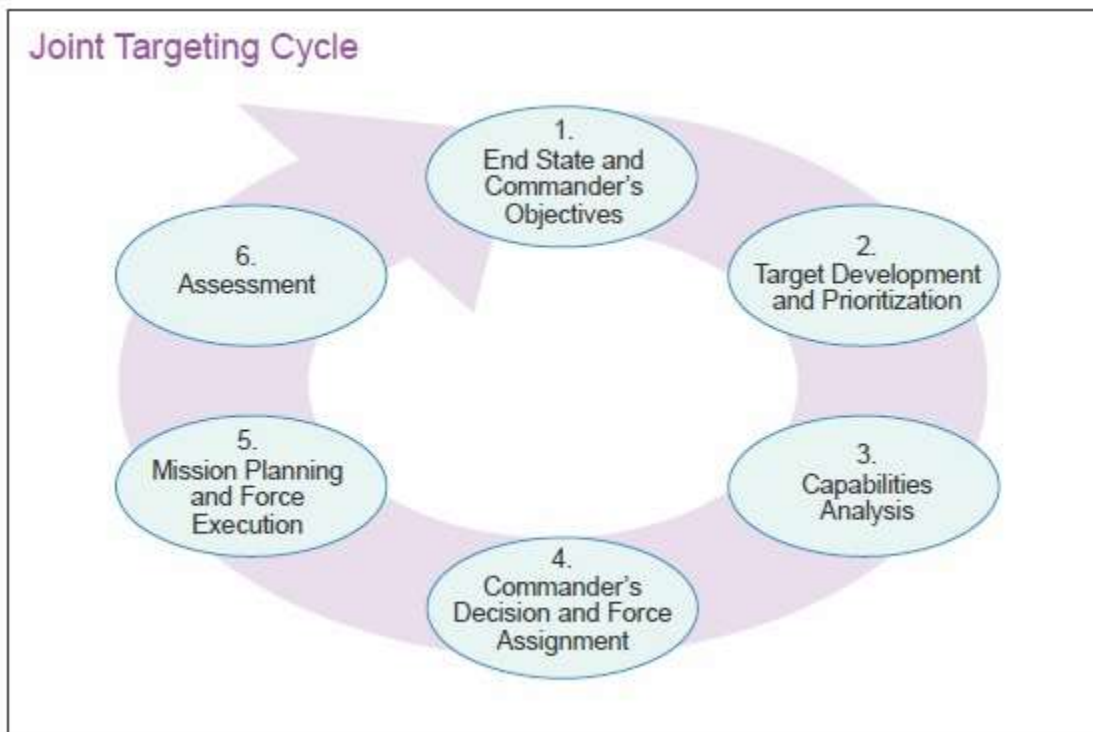 Joint Targeting Cycle
1.
End State and
Commander's
Objectives
2.
Target Development
and Prioritization
3.
Capabilities
Analysis
4.
Commander's
Decision and Force
Assignment
5.
Mission Planning
and Force
Execution
6.
Assessment